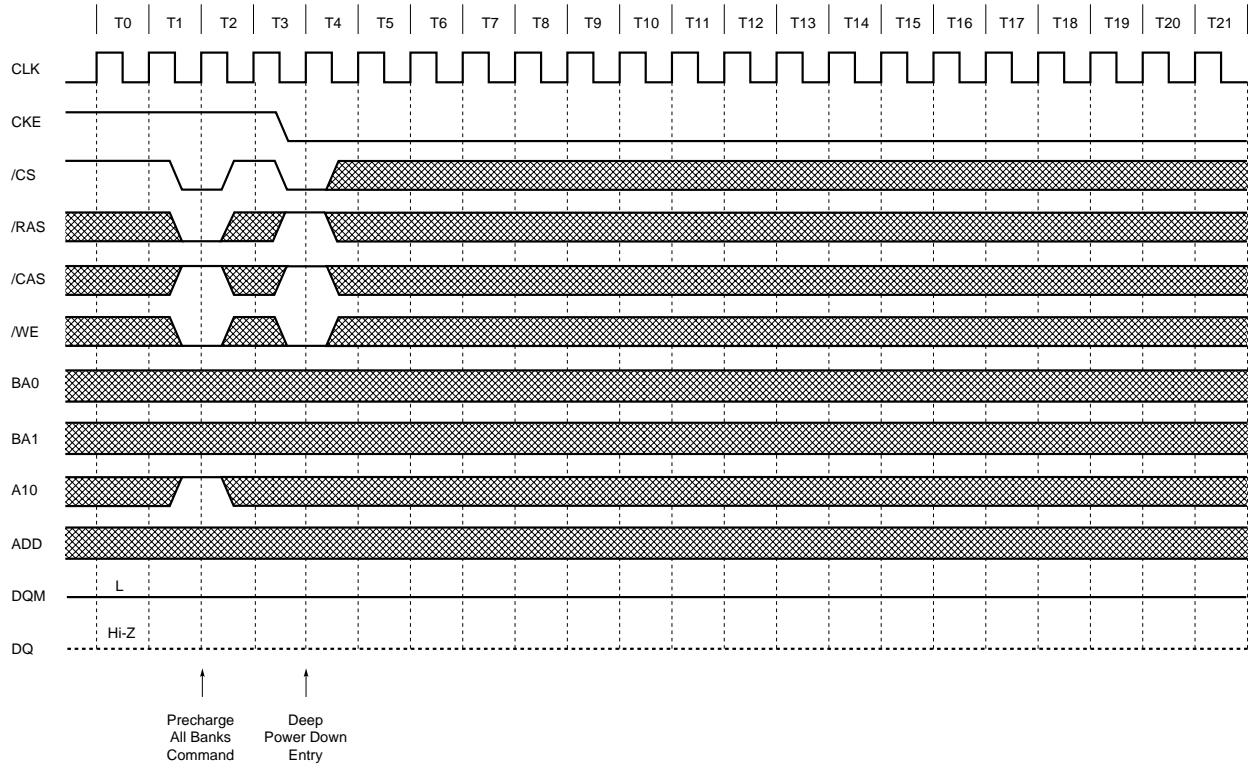 T0 T1 T2 T3 T4 T5 T6 T7 T8 T9 T10 T11 T12 T13 T14 T15 T16 T17 T18 T19 T20 T21
CLK
CKE
/CS
/RAS
/CAS
/WE
BA0
BA1
A10
ADD
L
DQM
Hi-Z
DQ
Precharge
All Banks
Command
Deep
Power Down
Entry